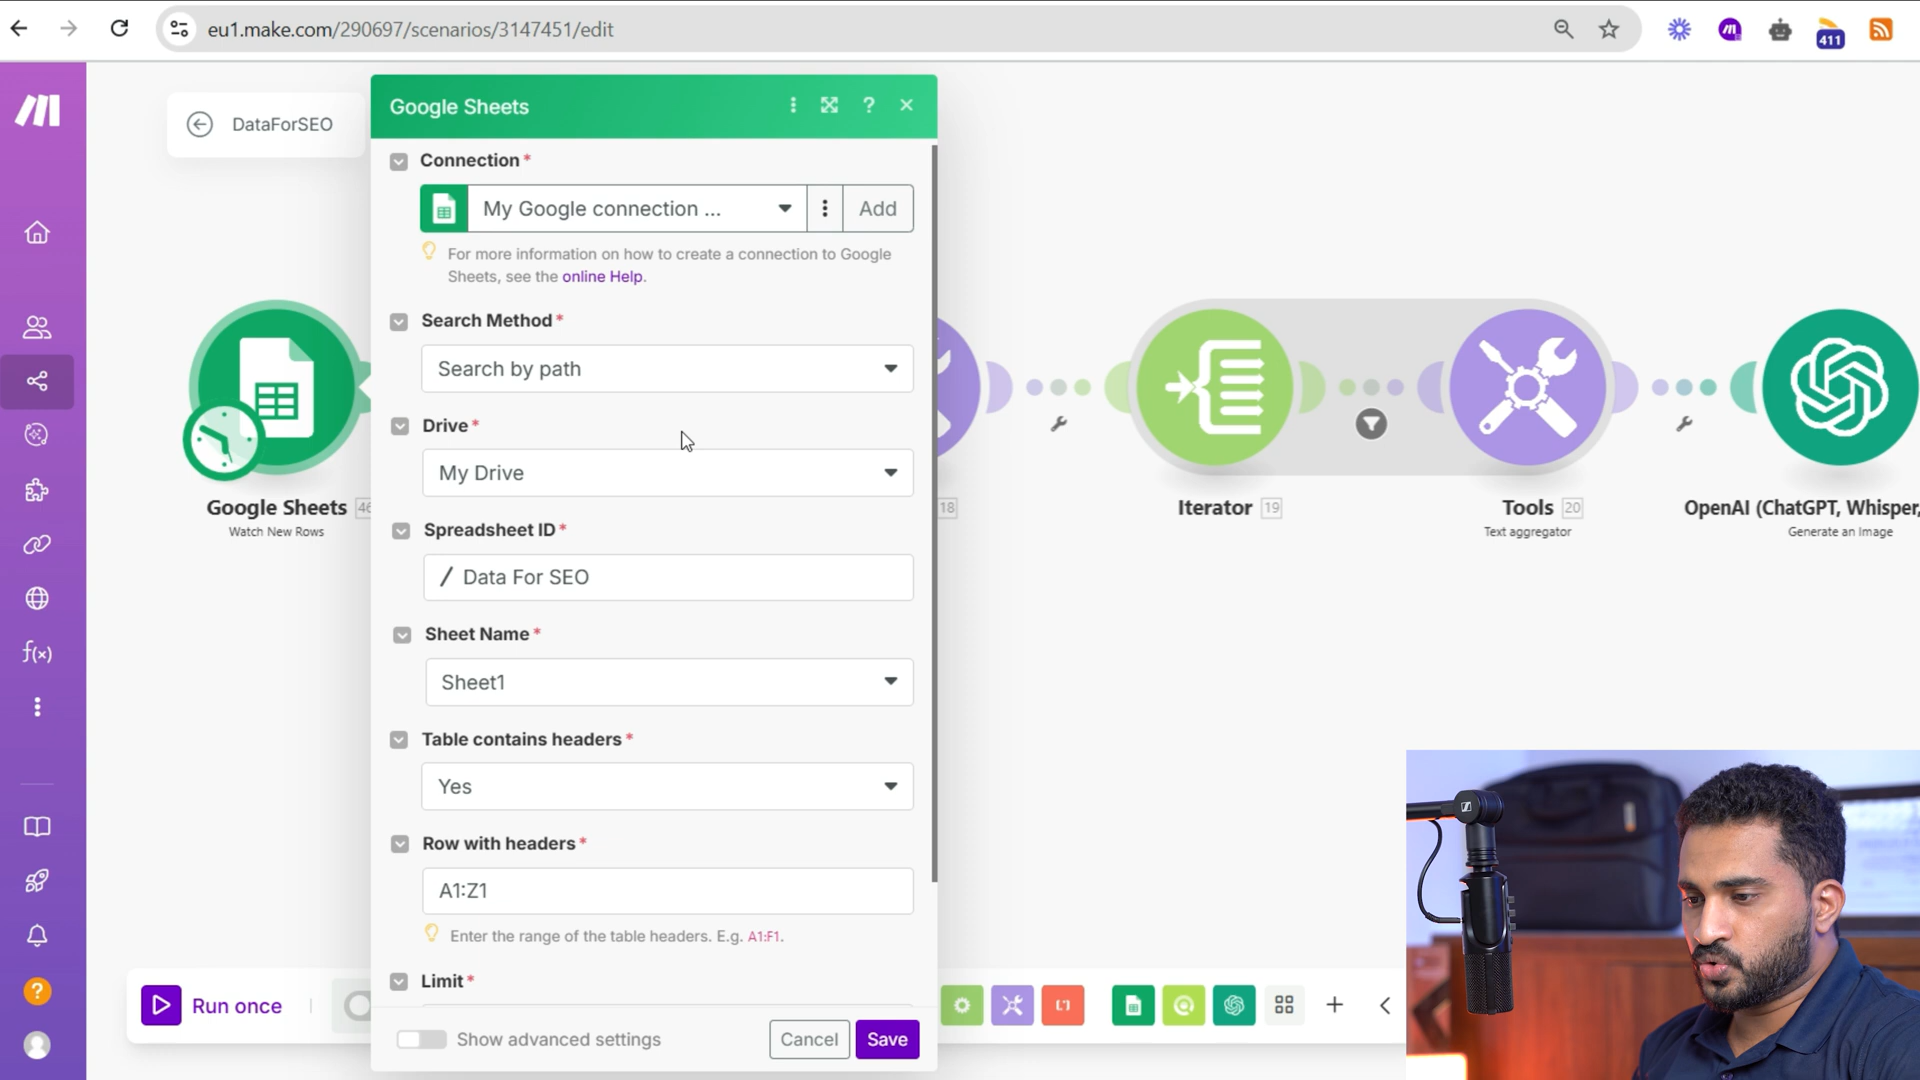 eu1.make.com/290697/scenarios/3147451/edit
411
DataForSEO
Google Sheets
?
Connection *
My Google connection ...
Add
For more information on how to create a connection to Google
Sheets, see the online Help.
Search Method *
Search by path
Drive *
My Drive
Spreadsheet ID *
/ Data For SEO
Sheet Name *
Sheet1
Table contains headers *
Yes
Row with headers *
A1:Z1
Enter the range of the table headers. E.g. A1:F1.
Limit *
Show advanced settings
Cancel
Save
Google Sheets 46
Watch New Rows
18
Iterator 19
Tools 20
Text aggregator
OpenAI (ChatGPT, Whisper,
Generate an Image
f(x)
?
Run once